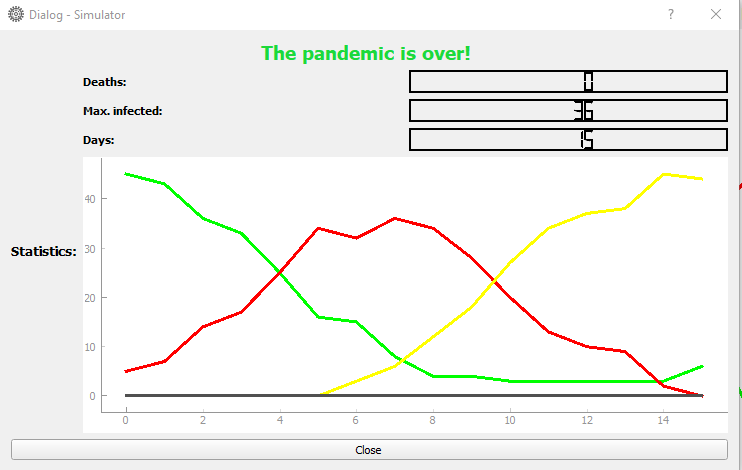 Dialog - Simulator
The pandemic is over!
Deaths: 0
Max. infected: 36
Days: 15
Statistics:
40
30
20
10
0
0 2 4 6 8 10 12 14
Close